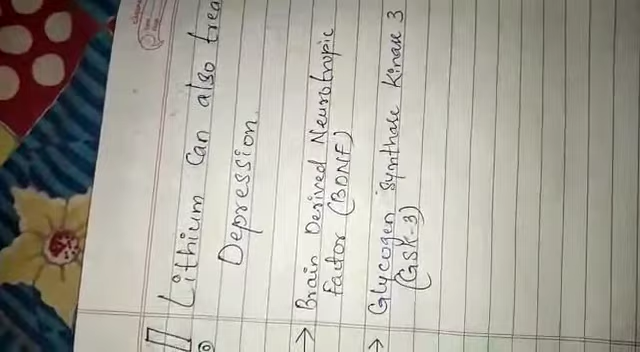 Lithium can also trea
Depression.
→ Brain Derived Neurotropic
Factor (BDNF)
→ Glycogen Synthase Kinase 3
(GSK-3)